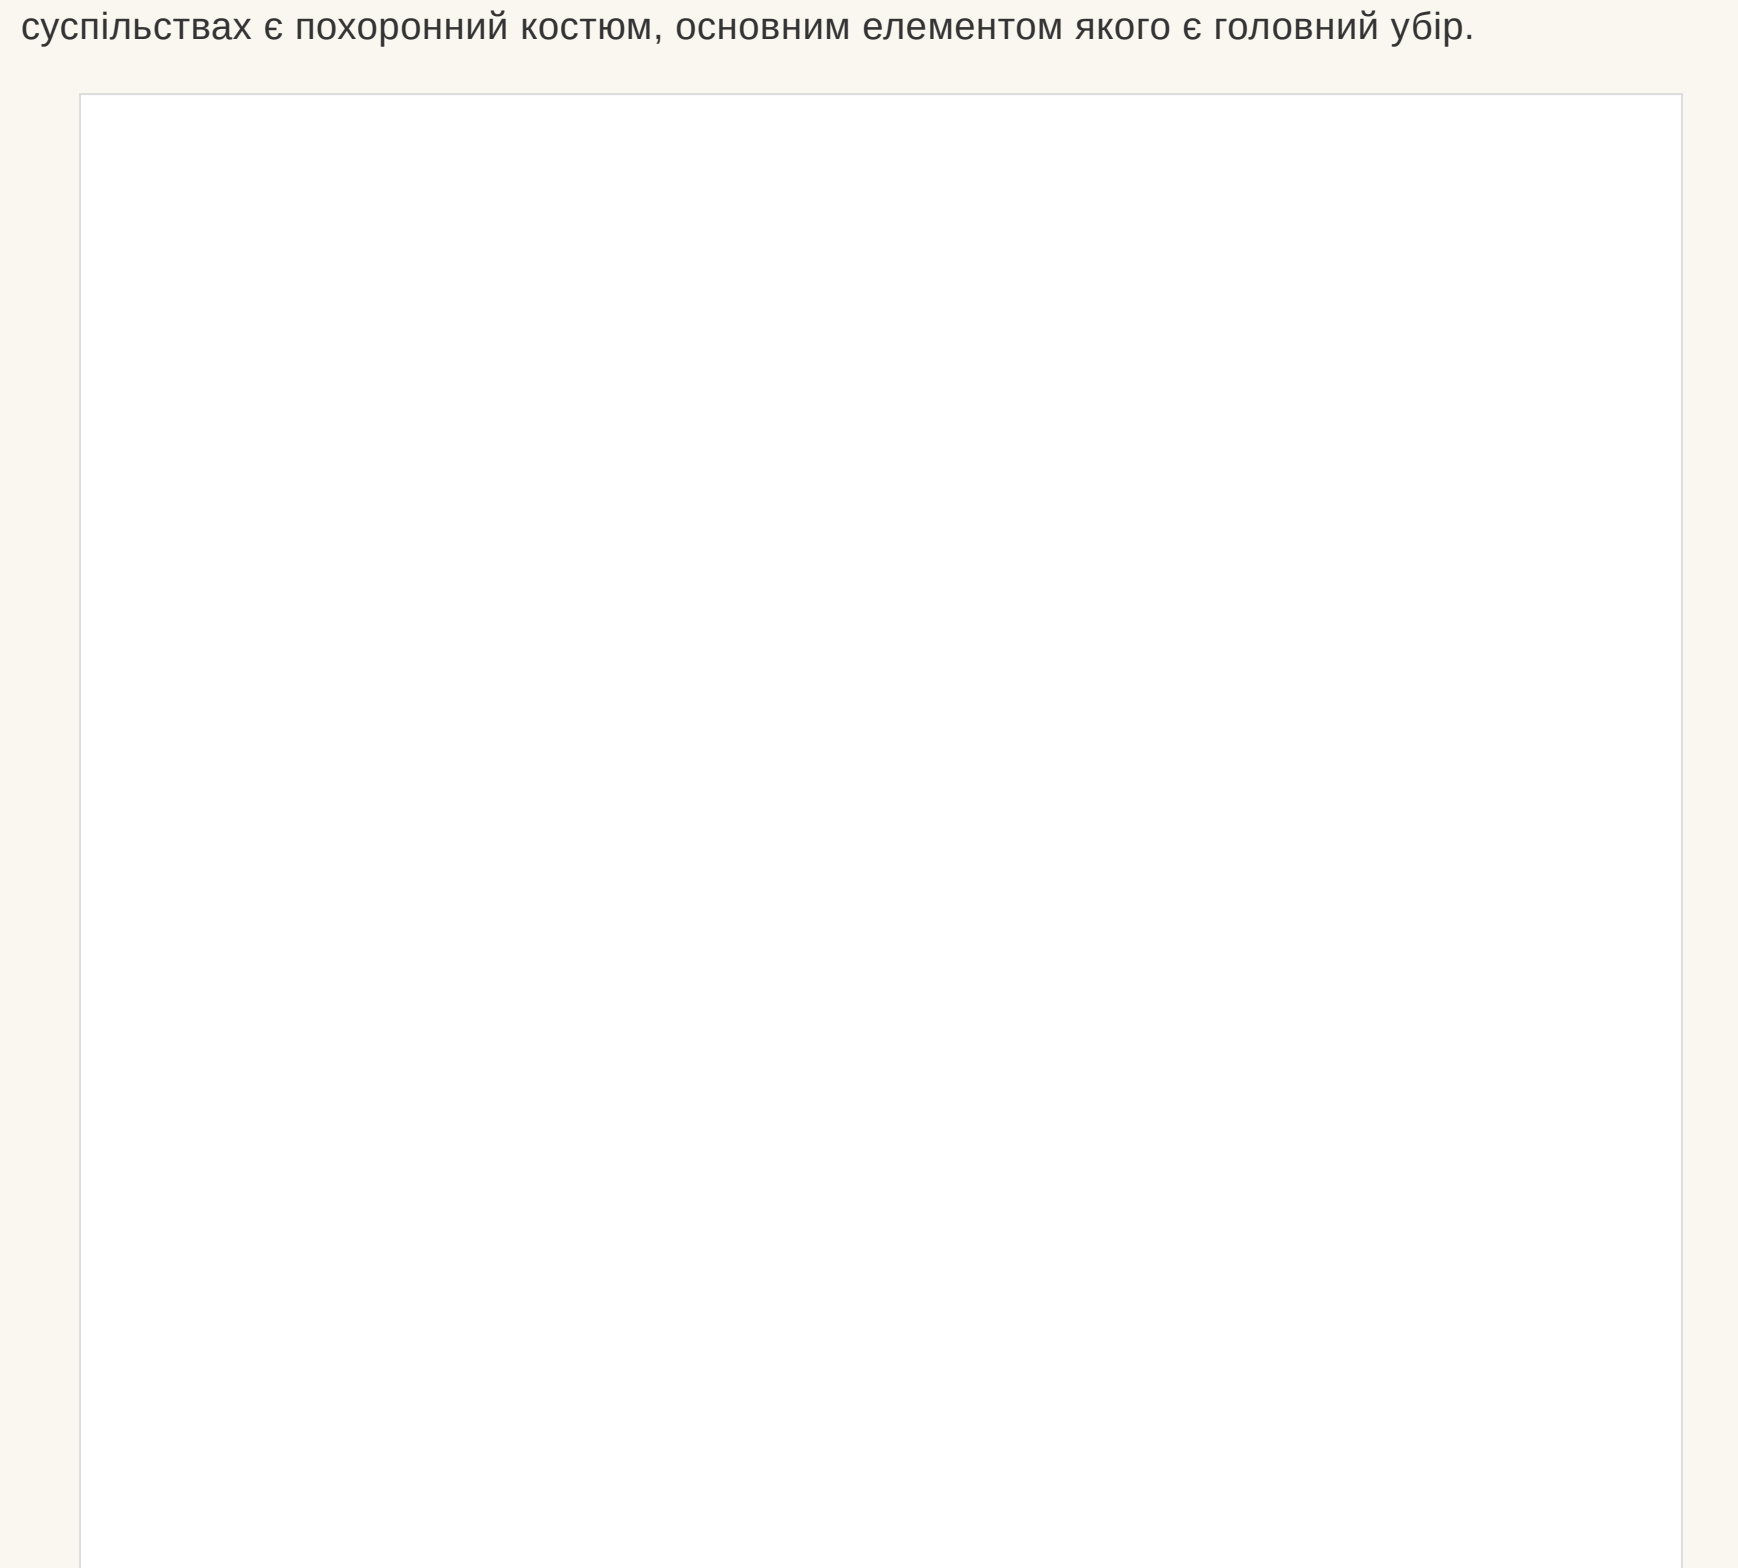 суспільствах є похоронний костюм, основним елементом якого є головний убір.